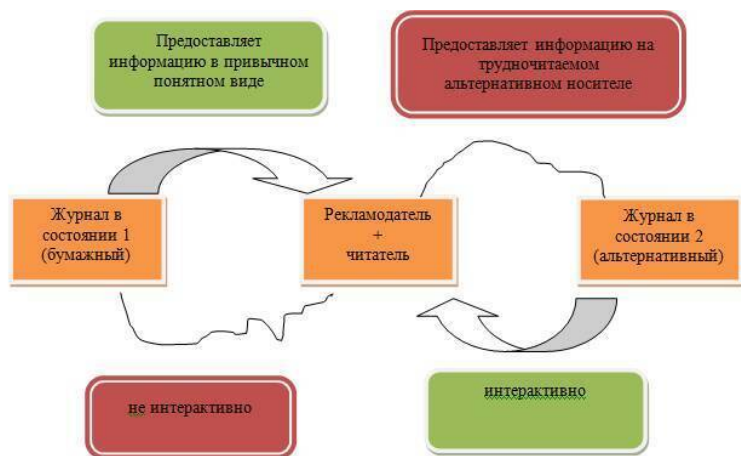 Предоставляет
информацию в привычном
понятном виде
Предоставляет информацию на
трудночитаемом
альтернативном носителе
Журнал в
состоянии 1
(бумажный)
Рекламодатель
+
читатель
Журнал в
состоянии 2
(альтернативный)
не интерактивно
интерактивно